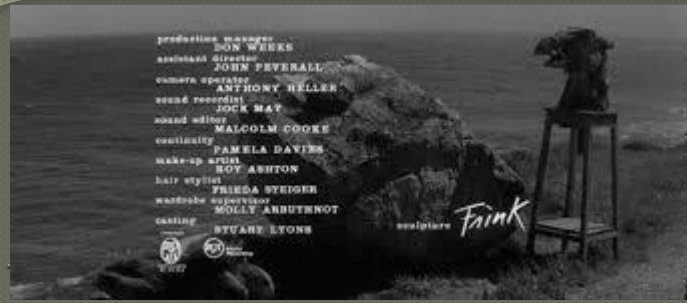 production manager
DON WEEKS
assistant director
JOHN PEVERALL
camera operator
ANTHONY HELLER
sound recordist
JOCK MAY
sound editor
MALCOLM COOKE
continuity
PAMELA DAVIES
make-up artist
ROY ASHTON
hair stylist
FRIEDA STEIGER
wardrobe supervisor
MOLLY ARBUTHNOT
casting
STUART LYONS
sculpture Frink
RCA